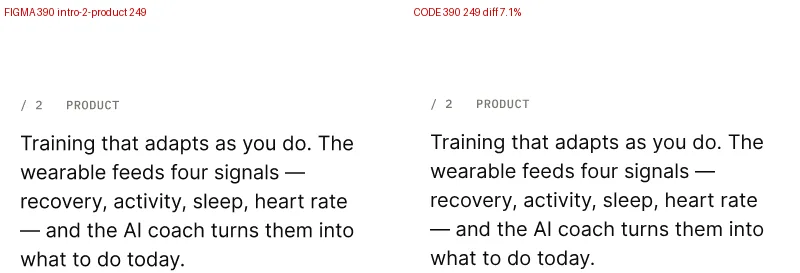 FIGMA 390 intro-2-product 249
CODE 390 249 diff 7.1%
/ 2 PRODUCT
Training that adapts as you do. The
wearable feeds four signals —
recovery, activity, sleep, heart rate
— and the AI coach turns them into
what to do today.
/ 2 PRODUCT
Training that adapts as you do. The
wearable feeds four signals —
recovery, activity, sleep, heart rate
— and the AI coach turns them into
what to do today.